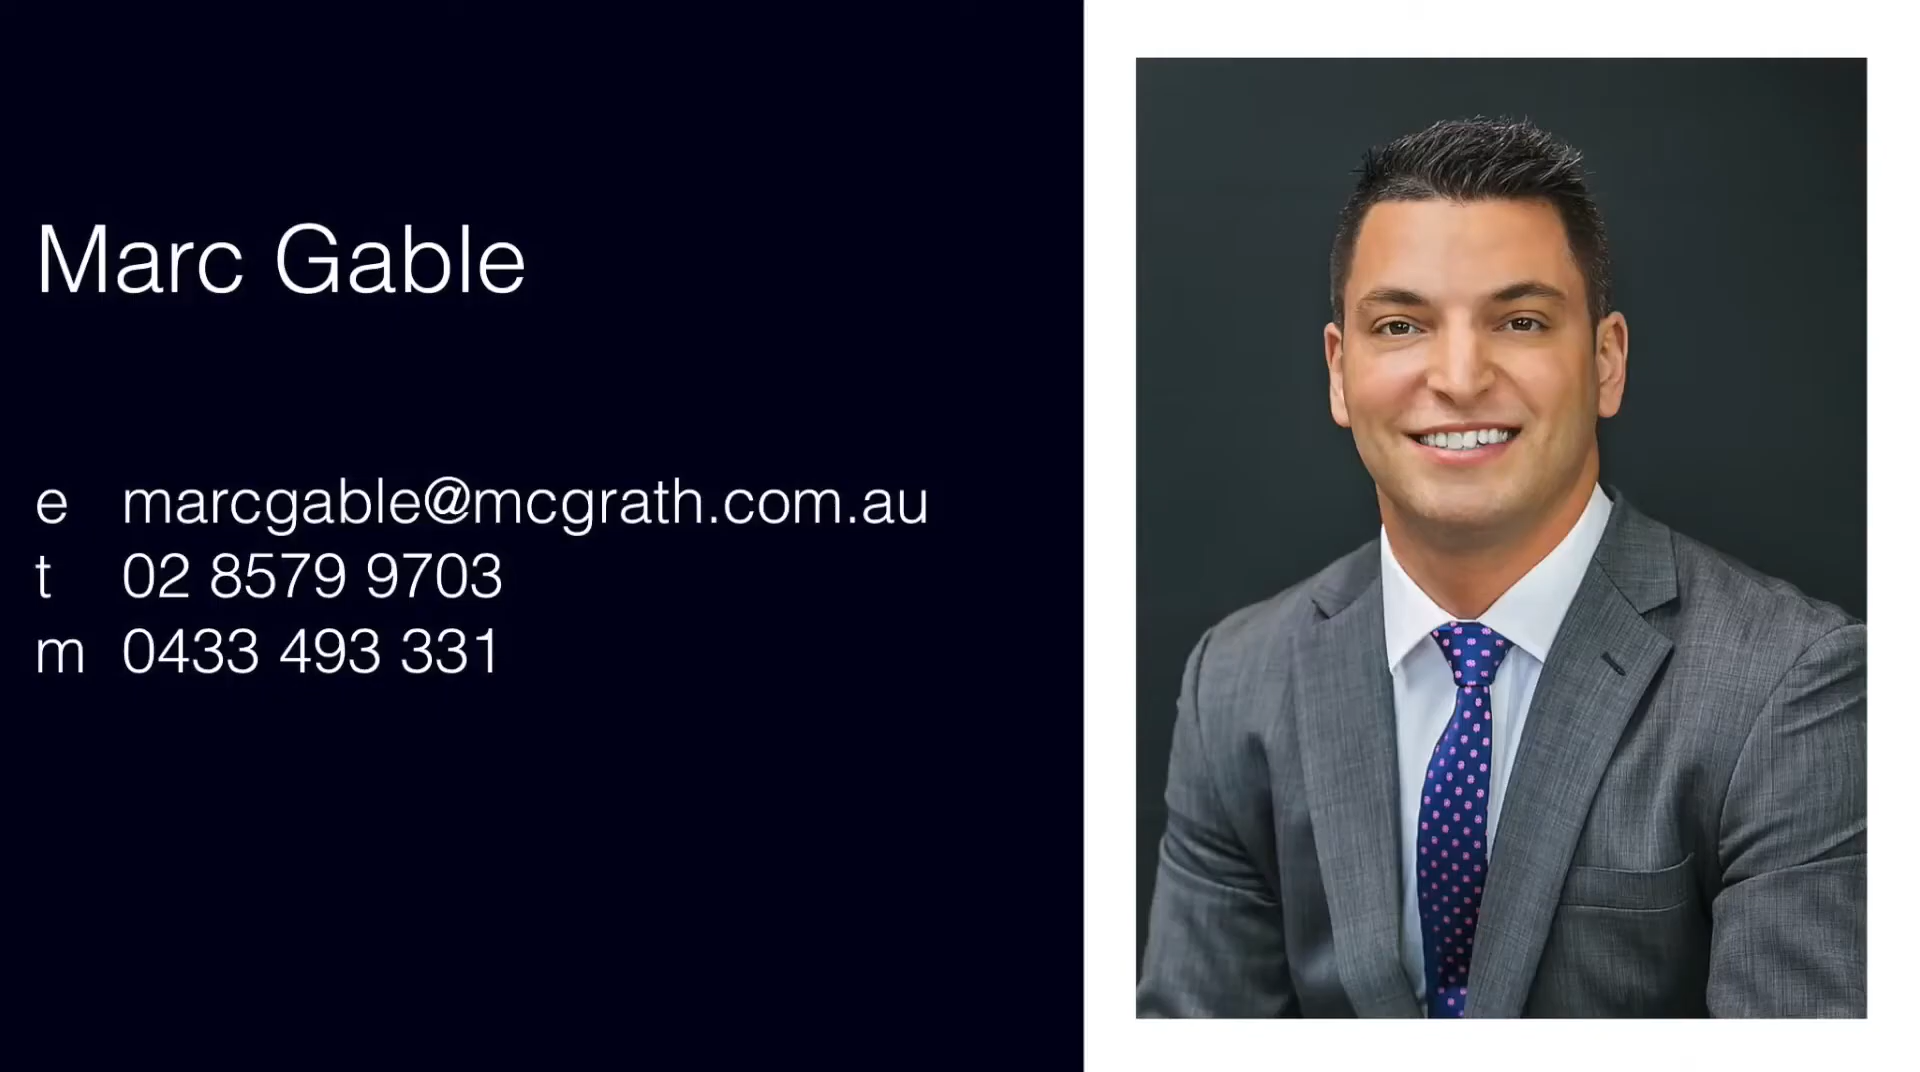 Marc Gable
e marcgable@mcgrath.com.au
t 02 8579 9703
m 0433 493 331